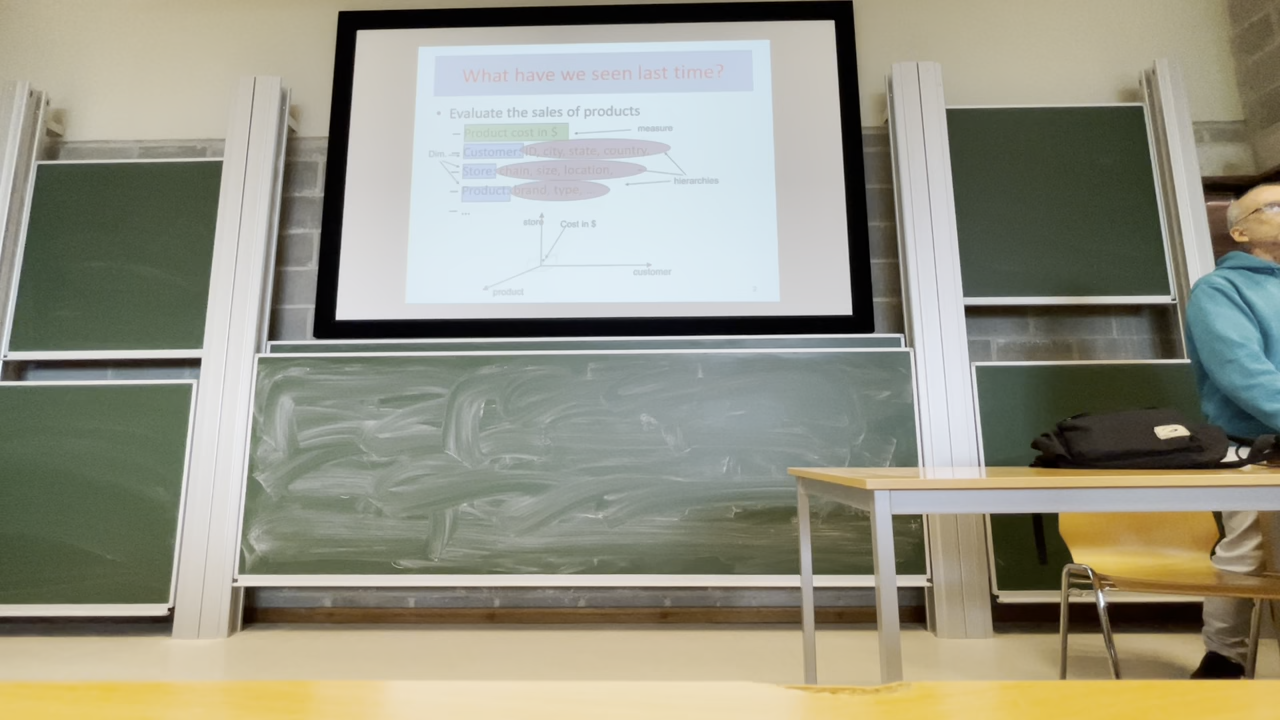 What have we seen last time?
• Evaluate the sales of products
– Product cost in $
measure
Customer: ID, city, state, country,
Store: chain, size, location,
hierarchies
– Product: brand, type,
– ...
store
Cost in $
customer
product